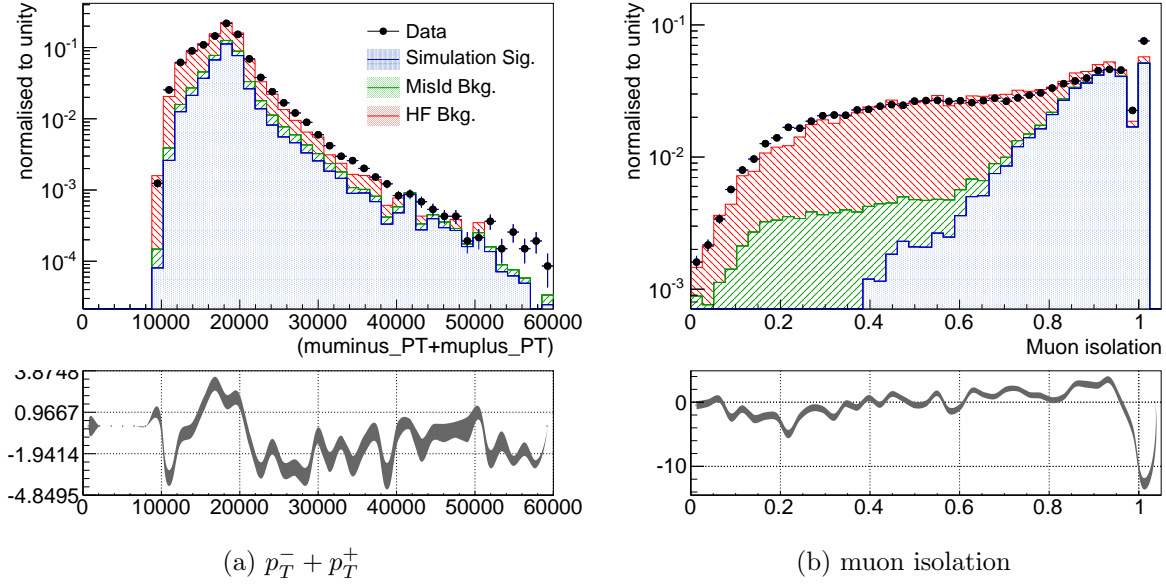 normalised to unity
10^{-1}
10^{-2}
10^{-3}
10^{-4}
Data
Simulation Sig.
MisId Bkg.
HF Bkg.
0 10000 20000 30000 40000 50000 60000
(muminus_PT+muplus_PT)
3.8748
0.9667
-1.9414
-4.8495
0 10000 20000 30000 40000 50000 60000
(a) p_T^- + p_T^+
normalised to unity
10^{-1}
10^{-2}
10^{-3}
0 0.2 0.4 0.6 0.8 1
Muon isolation
0
-10
0 0.2 0.4 0.6 0.8 1
(b) muon isolation